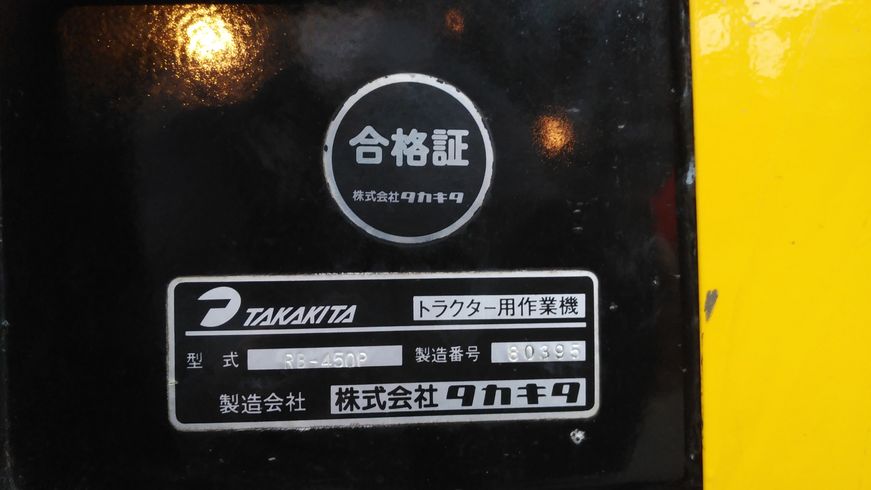 合格証
株式会社タカキタ
TAKAKITA トラクター用作業機
型式 RB-450P 製造番号 80395
製造会社 株式会社タカキタ